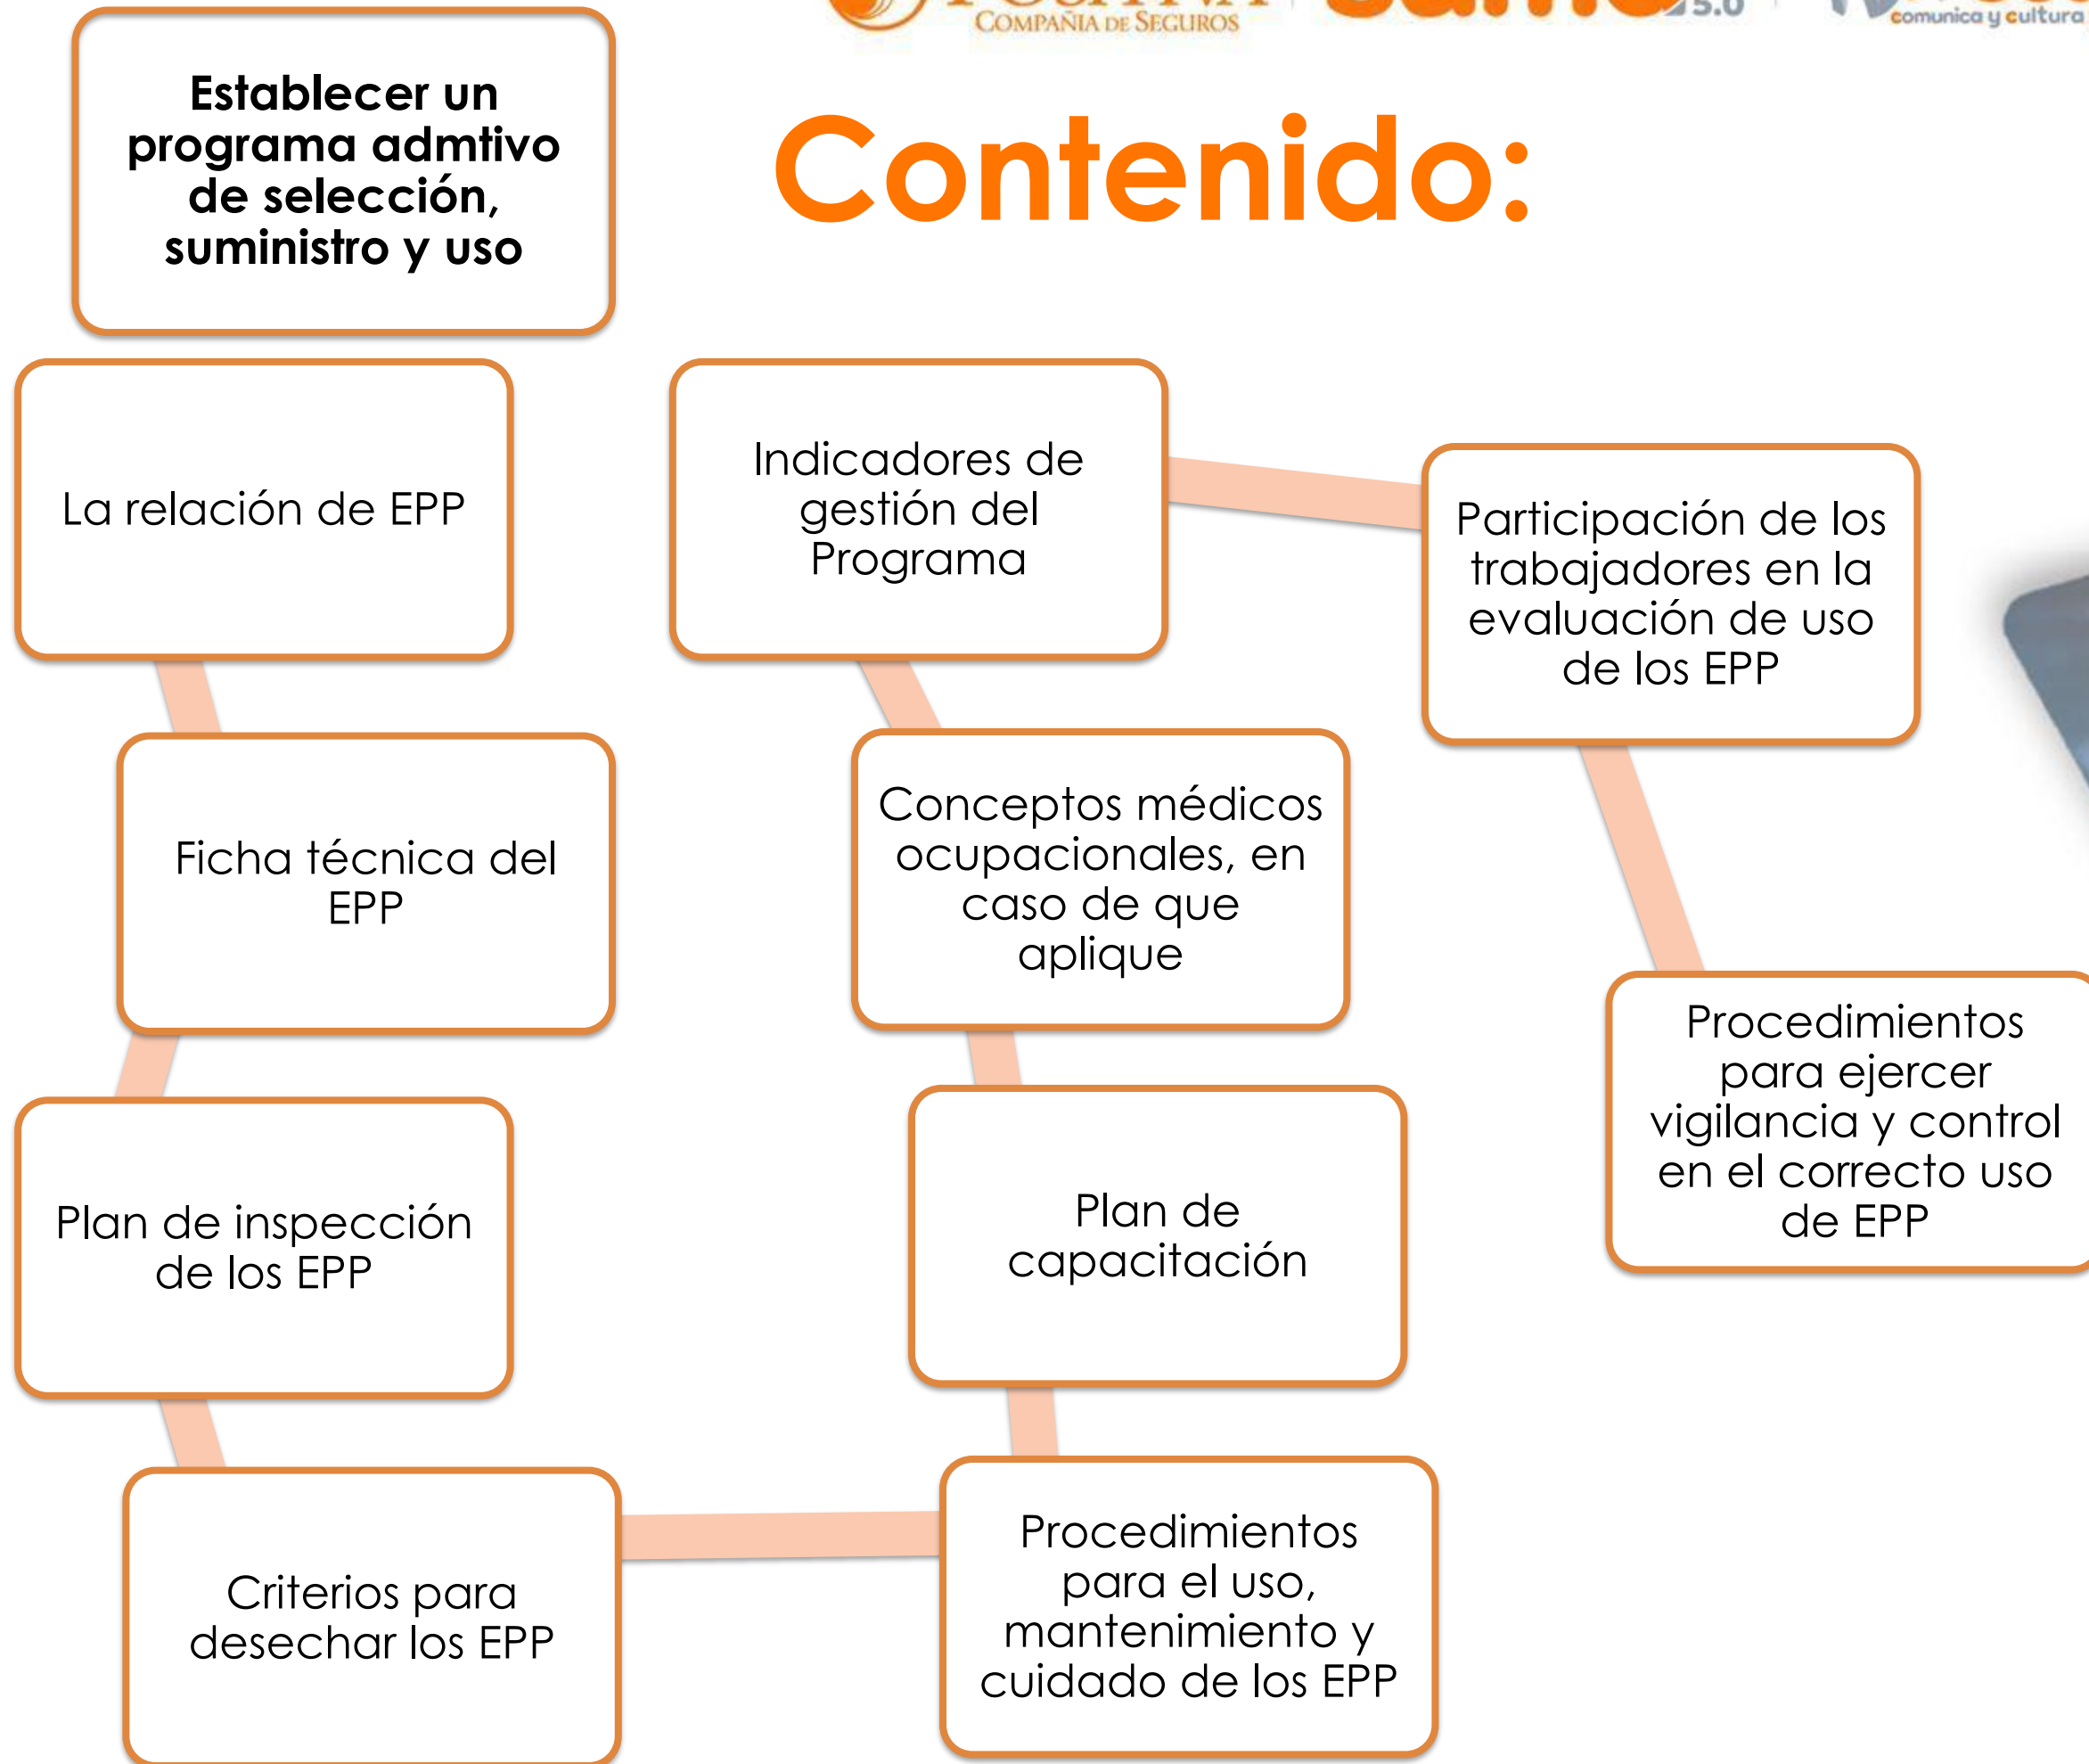 COMPAÑIA DE SEGUROS
5.0
comunica y cultura
Contenido:
Establecer un
programa admtivo
de selección,
suministro y uso
La relación de EPP
Ficha técnica del
EPP
Plan de inspección
de los EPP
Criterios para
desechar los EPP
Procedimientos
para el uso,
mantenimiento y
cuidado de los EPP
Plan de
capacitación
Conceptos médicos
ocupacionales, en
caso de que
aplique
Indicadores de
gestión del
Programa
Participación de los
trabajadores en la
evaluación de uso
de los EPP
Procedimientos
para ejercer
vigilancia y control
en el correcto uso
de EPP